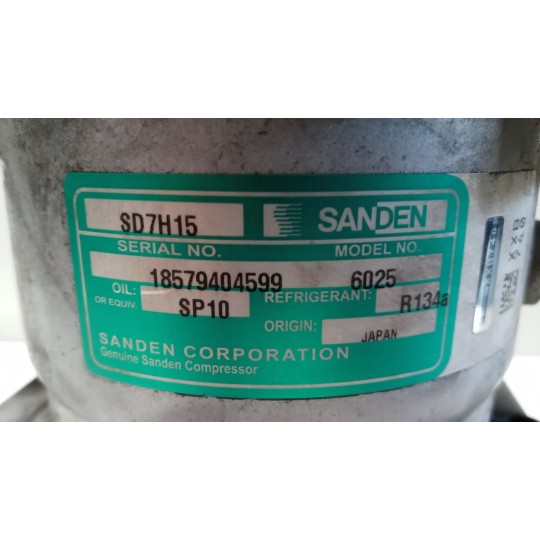 SD7H15 SANDEN
SERIAL NO. MODEL NO.
18579404599 6025
OIL: SP10 REFRIGERANT: R134a
OR EQUIV.
ORIGIN: JAPAN
SANDEN CORPORATION
Genuine Sanden Compressor